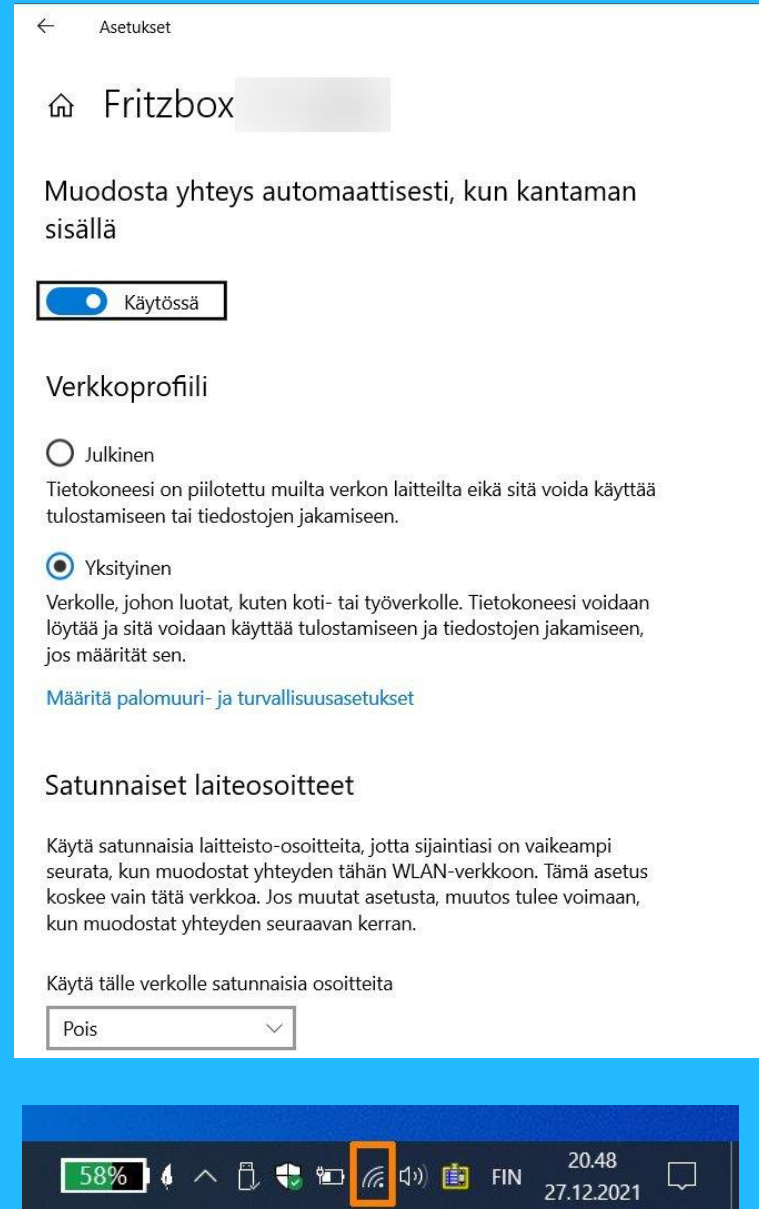 Asetukset
Fritzbox
Muodosta yhteys automaattisesti, kun kantaman
sisällä
Käytössä
Verkkoprofiili
Julkinen
Tietokoneesi on piilotettu muilta verkon laitteilta eikä sitä voida käyttää
tulostamiseen tai tiedostojen jakamiseen.
Yksityinen
Verkolle, johon luotat, kuten koti- tai työverkolle. Tietokoneesi voidaan
löytää ja sitä voidaan käyttää tulostamiseen ja tiedostojen jakamiseen,
jos määrität sen.
Määritä palomuuri- ja turvallisuusasetukset
Satunnaiset laiteosoitteet
Käytä satunnaisia laitteisto-osoitteita, jotta sijaintiasi on vaikeampi
seurata, kun muodostat yhteyden tähän WLAN-verkkoon. Tämä asetus
koskee vain tätä verkkoa. Jos muutat asetusta, muutos tulee voimaan,
kun muodostat yhteyden seuraavan kerran.
Käytä tälle verkolle satunnaisia osoitteita
Pois
58% FIN 20.48
27.12.2021